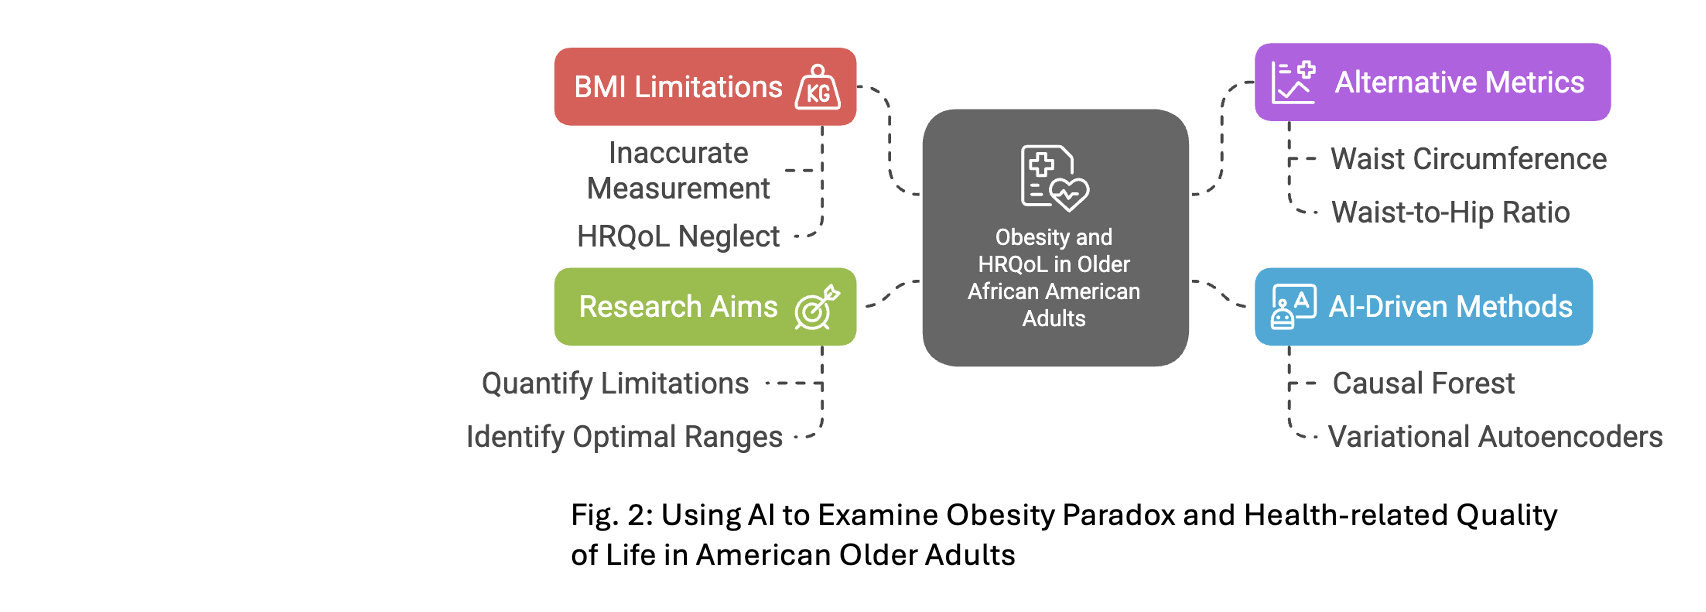 BMI Limitations
KG
Inaccurate
Measurement
HRQoL Neglect
Research Aims
Quantify Limitations
Identify Optimal Ranges
Obesity and
HRQoL in Older
African American
Adults
Alternative Metrics
Waist Circumference
Waist-to-Hip Ratio
A
AI-Driven Methods
Causal Forest
Variational Autoencoders
Fig. 2: Using AI to Examine Obesity Paradox and Health-related Quality
of Life in American Older Adults